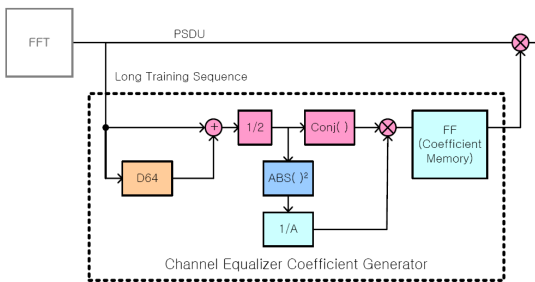 PSDU
FFT
Long Training Sequence
+
1/2
Conj( )
FF
(Coefficient
Memory)
D64
ABS( )²
1/A
Channel Equalizer Coefficient Generator